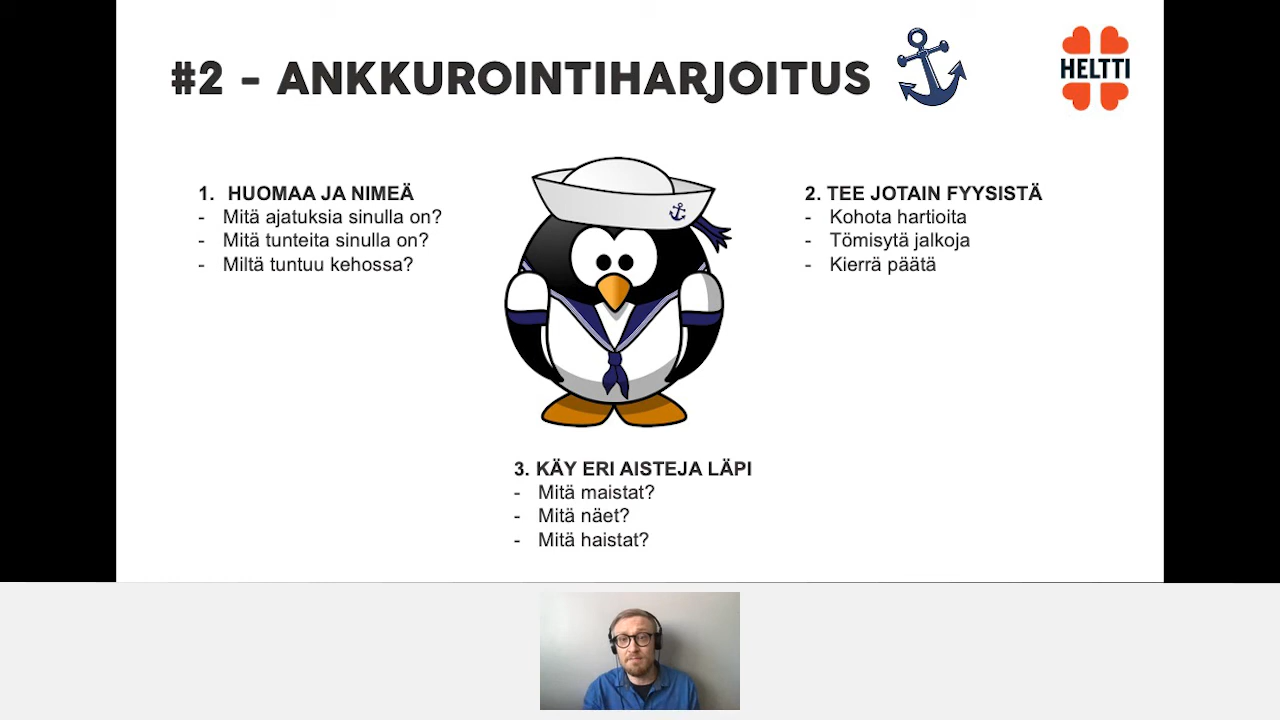 #2 - ANKKUROINTIHARJOITUS
HELTTI
1. HUOMAA JA NIMEÄ
- Mitä ajatuksia sinulla on?
- Mitä tunteita sinulla on?
- Miltä tuntuu kehossa?
2. TEE JOTAIN FYYSISTÄ
- Kohota hartioita
- Tömisytä jalkoja
- Kierrä päätä
3. KÄY ERI AISTEJA LÄPI
- Mitä maistat?
- Mitä näet?
- Mitä haistat?